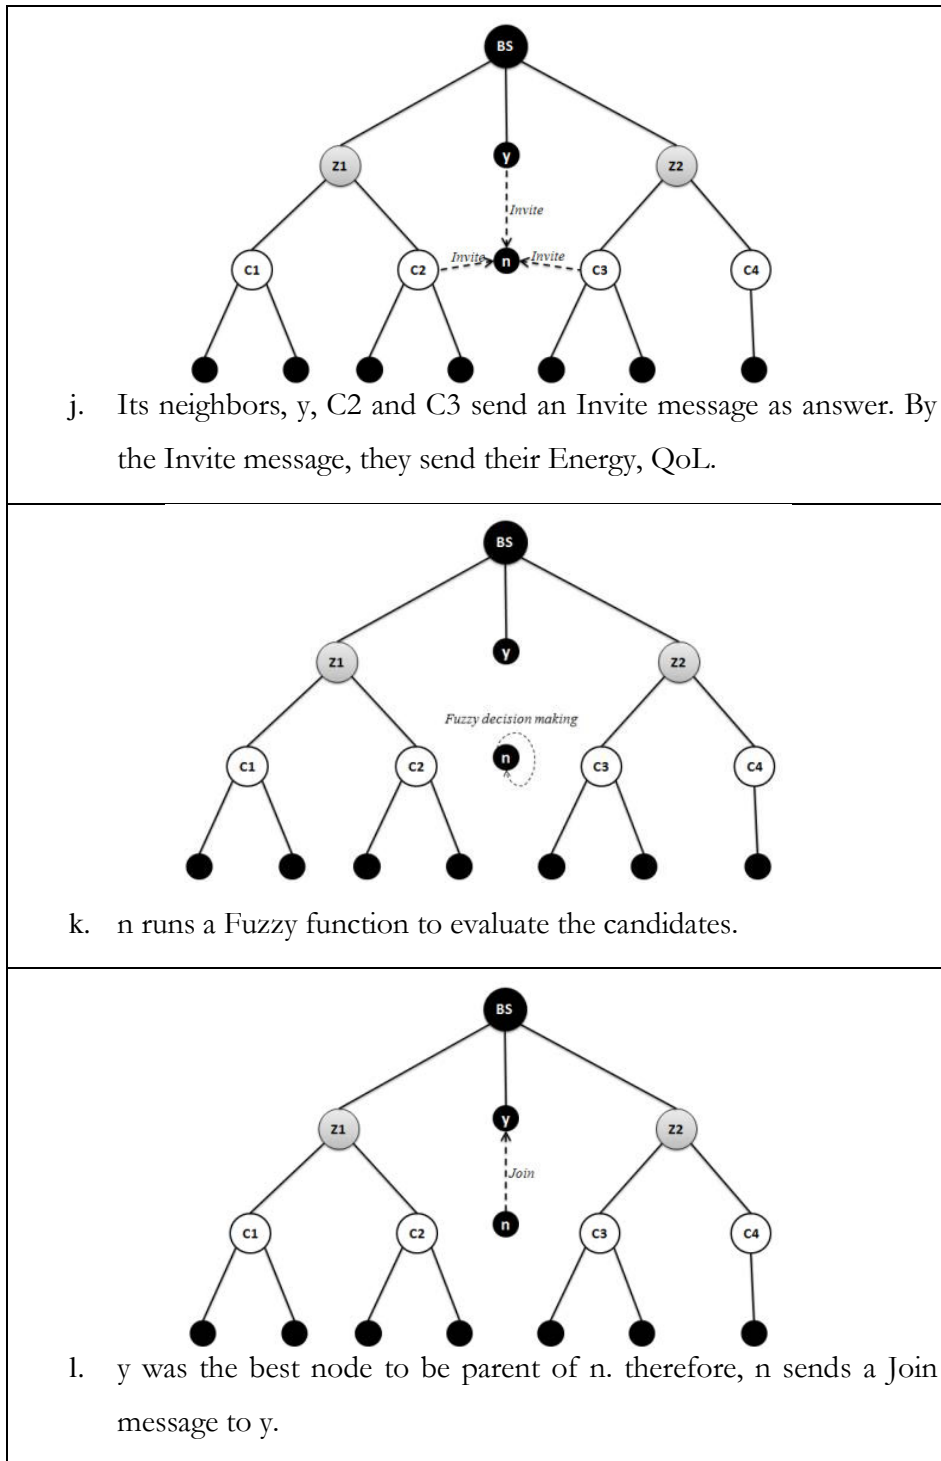 BS
Z1
y
Z2
Invite
C1
C2
Invite
n
Invite
C3
C4
j. Its neighbors, y, C2 and C3 send an Invite message as answer. By
the Invite message, they send their Energy, QoL.
BS
Z1
y
Z2
Fuzzy decision making
C1
C2
n
C3
C4
k. n runs a Fuzzy function to evaluate the candidates.
BS
Z1
y
Z2
Join
C1
C2
n
C3
C4
l. y was the best node to be parent of n. therefore, n sends a Join
message to y.